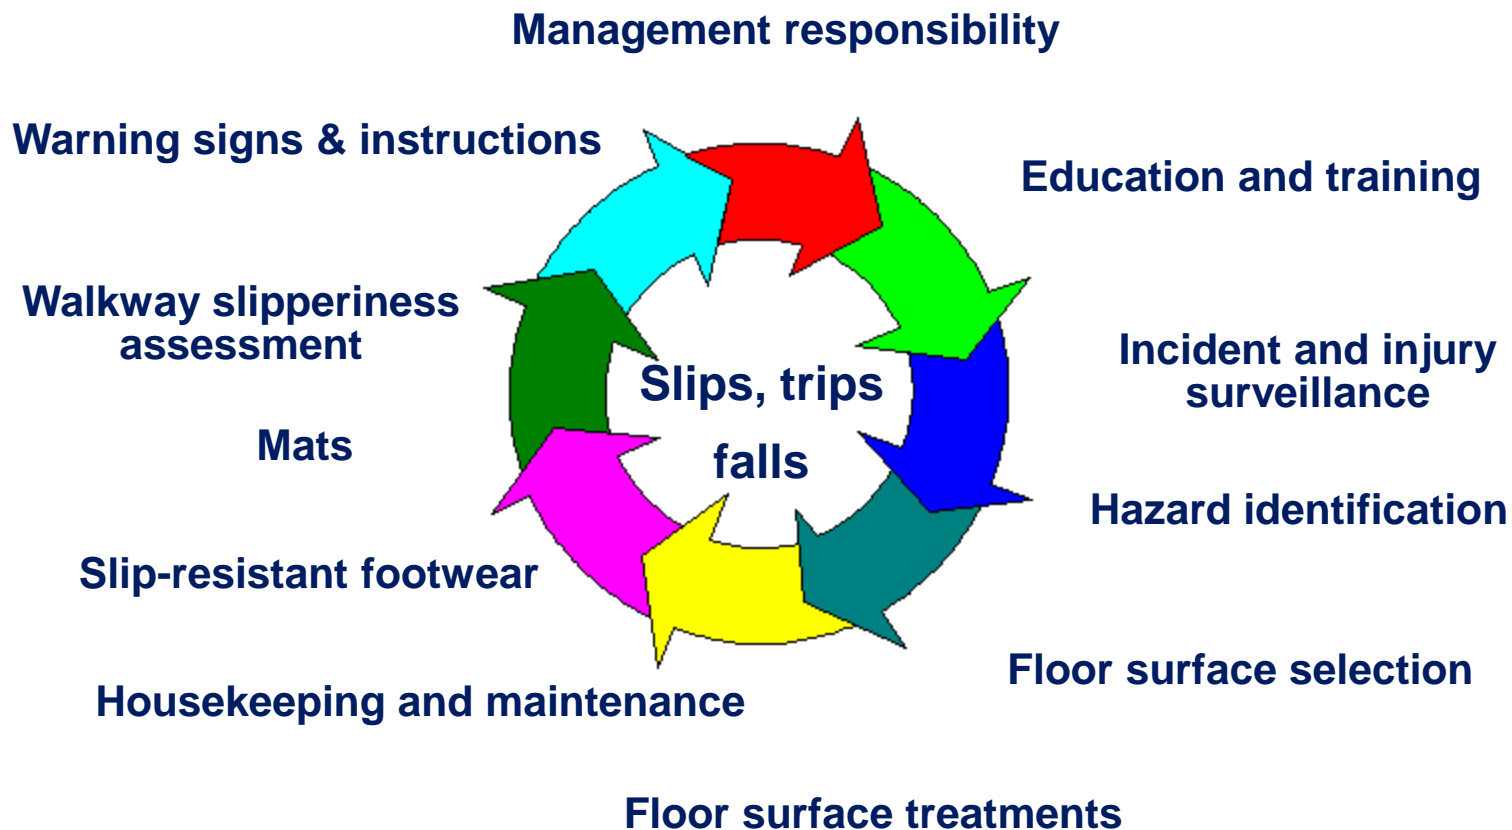 Management responsibility
Warning signs & instructions
Education and training
Walkway slipperiness
assessment
Incident and injury
surveillance
Slips, trips
falls
Mats
Hazard identification
Slip-resistant footwear
Floor surface selection
Housekeeping and maintenance
Floor surface treatments